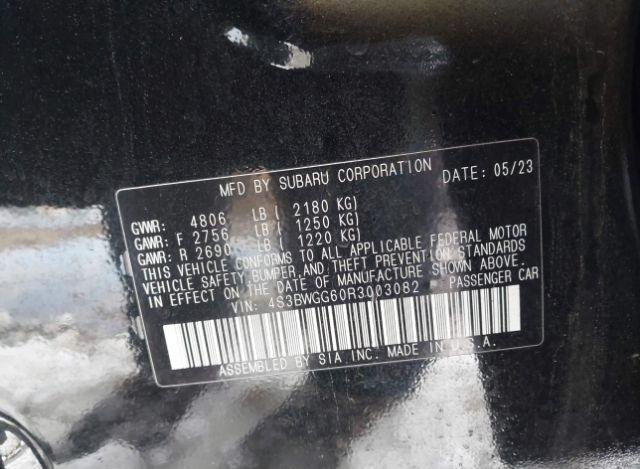 MFD BY SUBARU CORPORATION DATE: 05/23
GVWR: 4806 LB ( 2180 KG)
GAWR: F 2756 LB ( 1250 KG)
GAWR: R 2690 LB ( 1220 KG)
THIS VEHICLE CONFORMS TO ALL APPLICABLE FEDERAL MOTOR
VEHICLE SAFETY, BUMPER, AND THEFT PREVENTION STANDARDS
IN EFFECT ON THE DATE OF MANUFACTURE SHOWN ABOVE.
VIN: 4S3BWGG60R3003082 PASSENGER CAR
ASSEMBLED BY SIA INC. MADE IN U.S.A.